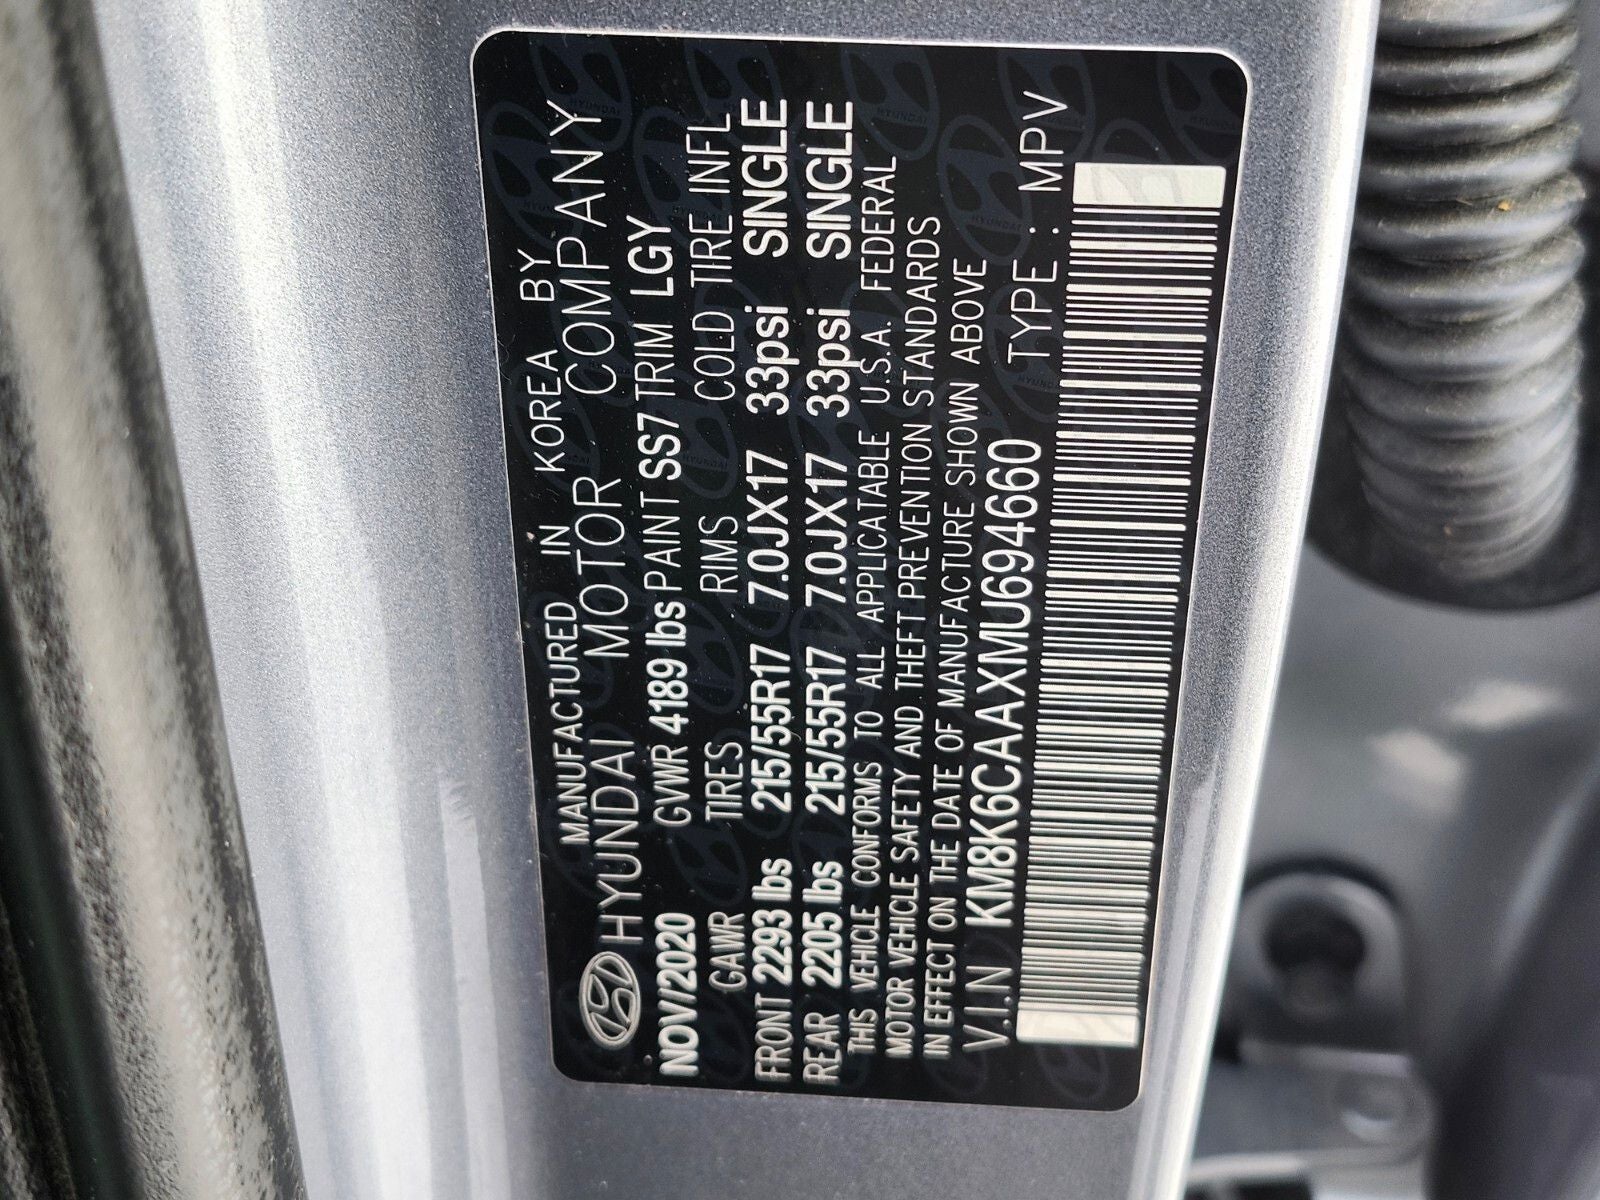 MANUFACTURED IN KOREA BY
HYUNDAI MOTOR COMPANY
NOV/2020 GVWR 4189 lbs PAINT SS7 TRIM LGY
GAWR TIRES RIMS COLD TIRE INFL
FRONT 2293 lbs 215/55R17 7.0JX17 33psi SINGLE
REAR 2205 lbs 215/55R17 7.0JX17 33psi SINGLE
THIS VEHICLE CONFORMS TO ALL APPLICATABLE U.S.A. FEDERAL
MOTOR VEHICLE SAFETY AND THEFT PREVENTION STANDARDS
IN EFFECT ON THE DATE OF MANUFACTURE SHOWN ABOVE
V.I.N KM8K6CAAXMU694660 TYPE : MPV